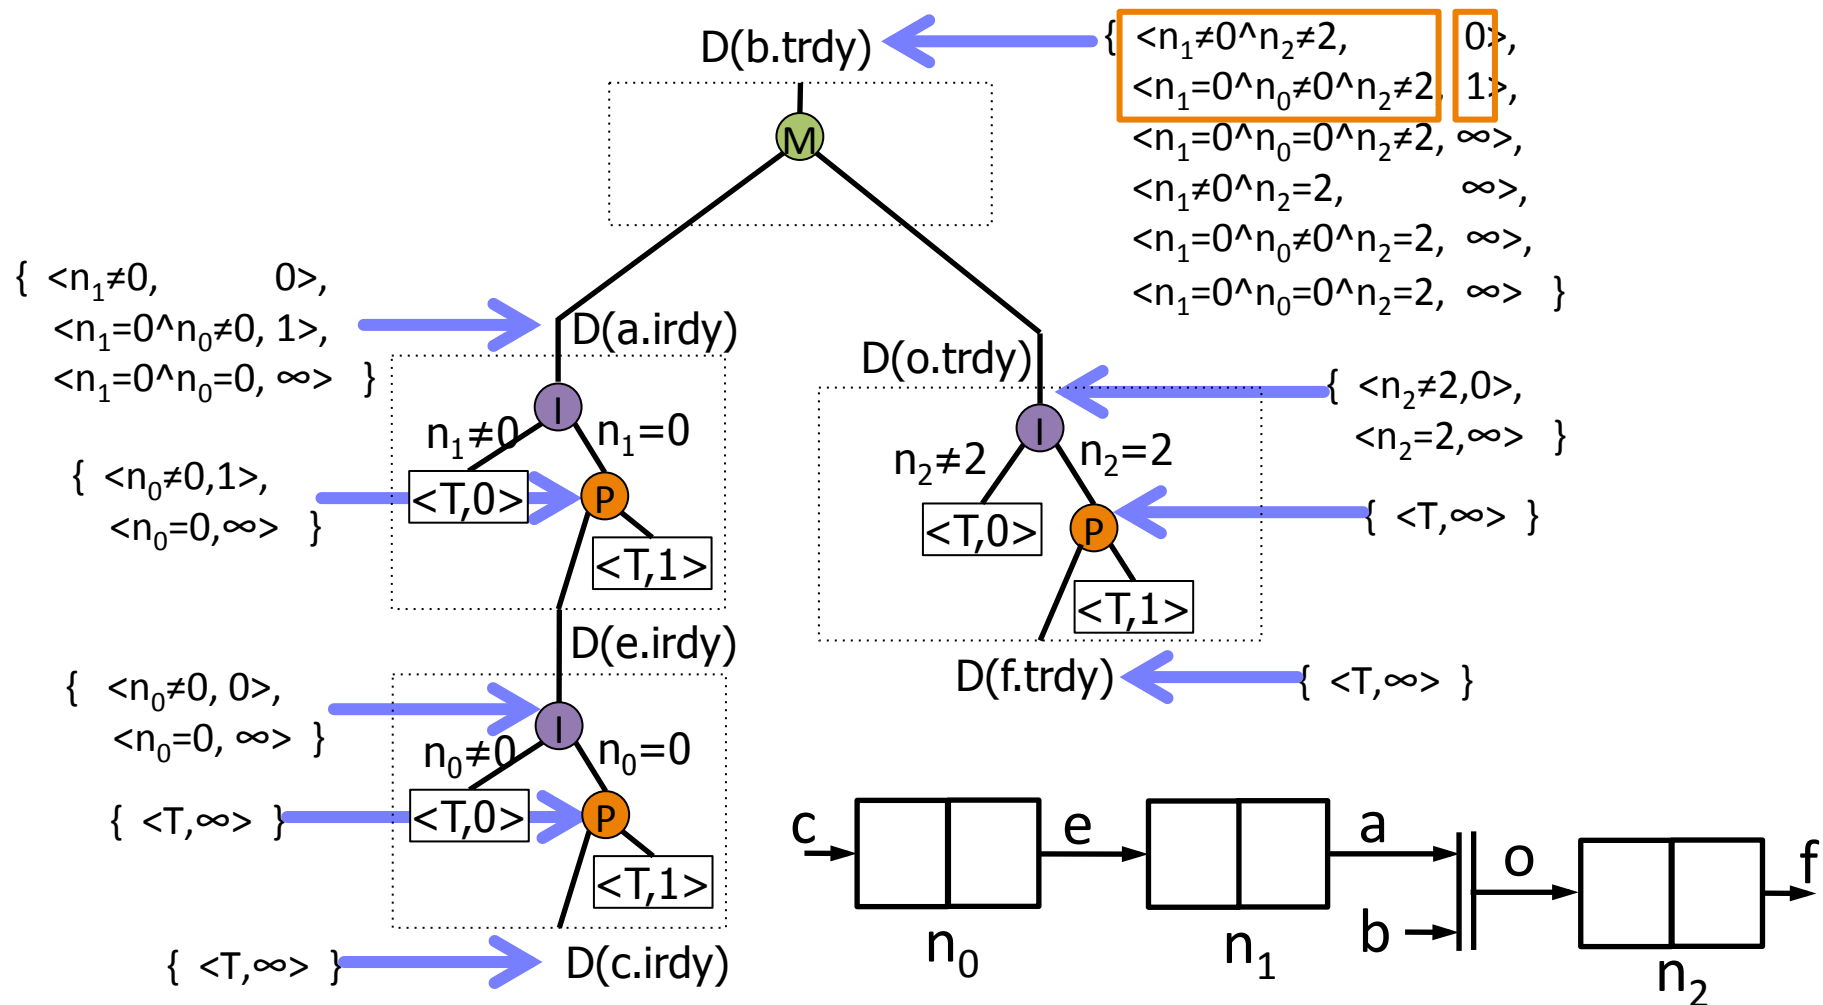 D(b.trdy)
{ <n₁≠0^n₂≠2, 0>,
<n₁=0^n₀≠0^n₂≠2, 1>,
<n₁=0^n₀=0^n₂≠2, ∞>,
<n₁≠0^n₂=2, ∞>,
<n₁=0^n₀≠0^n₂=2, ∞>,
<n₁=0^n₀=0^n₂=2, ∞> }
M
{ <n₁≠0, 0>,
<n₁=0^n₀≠0, 1>,
<n₁=0^n₀=0, ∞> }
D(a.irdy)
D(o.trdy)
{ <n₂≠2,0>,
<n₂=2,∞> }
I
n₁≠0
n₁=0
I
n₂≠2
n₂=2
{ <n₀≠0,1>,
<n₀=0,∞> }
<T,0>
P
<T,1>
<T,0>
P
{ <T,∞> }
<T,1>
D(e.irdy)
D(f.trdy)
{ <T,∞> }
{ <n₀≠0, 0>,
<n₀=0, ∞> }
I
n₀≠0
n₀=0
{ <T,∞> }
<T,0>
P
<T,1>
{ <T,∞> }
D(c.irdy)
c
e
a
o
f
b
n₀
n₁
n₂